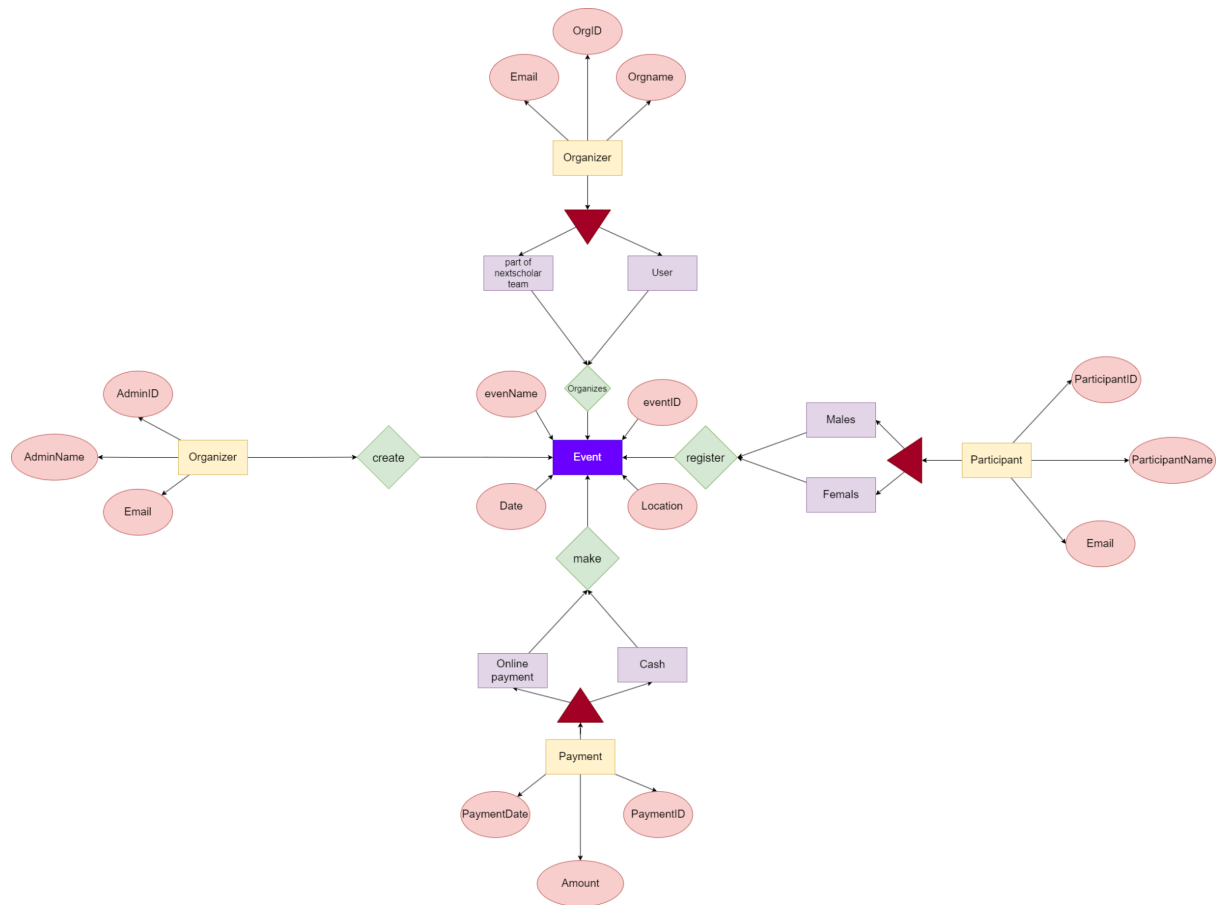 OrgID
Email
Orgname
Organizer
part of
nextscholar
team
User
Organizes
evenName
eventID
AdminID
AdminName
Organizer
Email
create
Event
register
Date
Location
Males
Femals
Participant
ParticipantID
ParticipantName
Email
make
Online
payment
Cash
Payment
PaymentDate
PaymentID
Amount